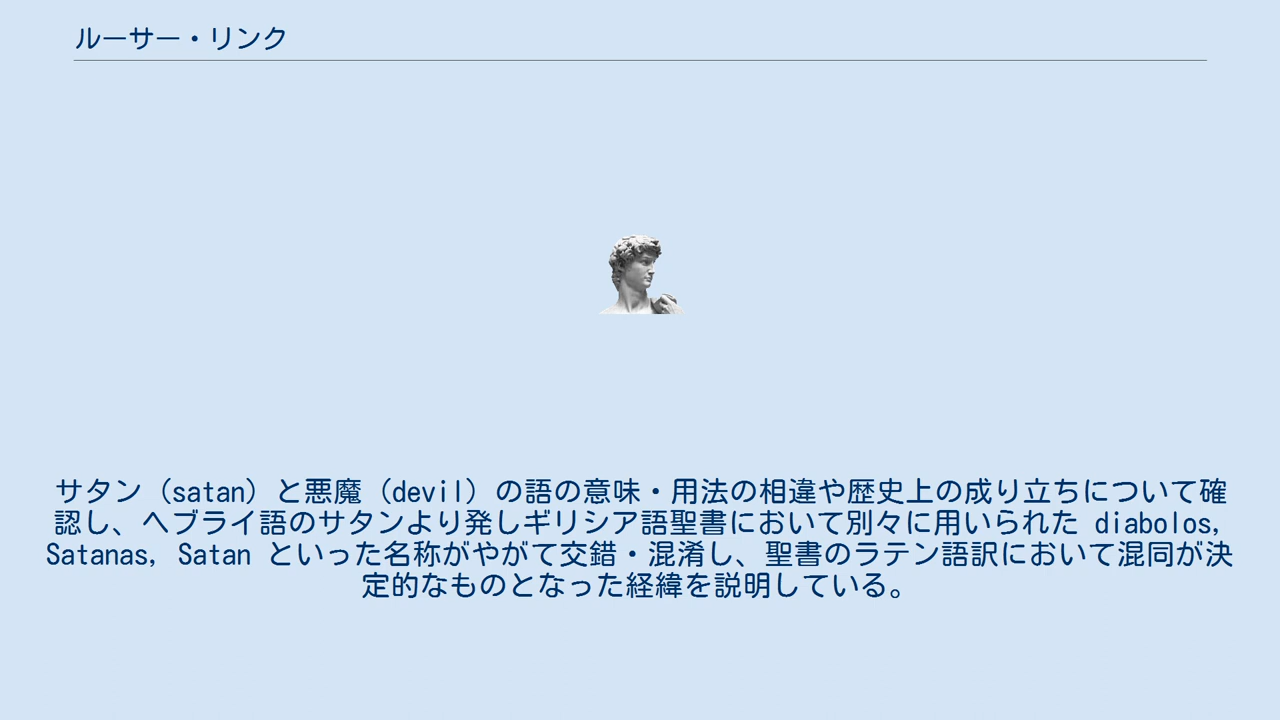 ルーサー・リンク
サタン（satan）と悪魔（devil）の語の意味・用法の相違や歴史上の成り立ちについて確
認し、ヘブライ語のサタンより発しギリシア語聖書において別々に用いられた diabolos,
Satanas, Satan といった名称がやがて交錯・混淆し、聖書のラテン語訳において混同が決
定的なものとなった経緯を説明している。